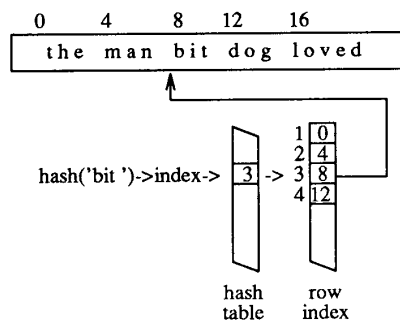 0 4 8 12 16
the man bit dog loved
1 0
2 4
hash('bit ')->index-> 3 -> 3 8
4 12
hash row
table index